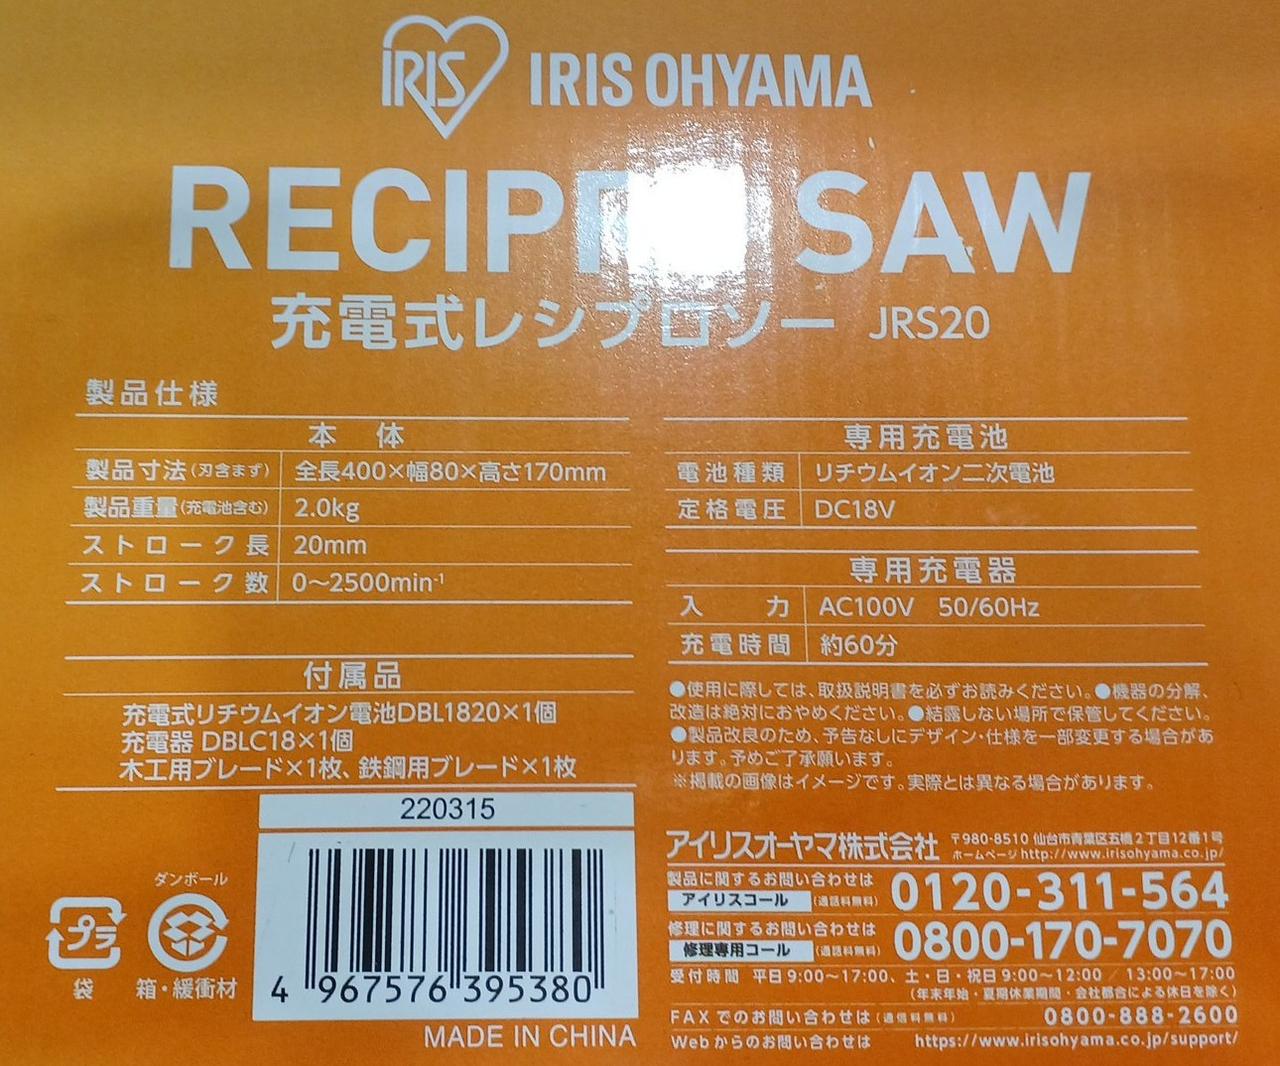 IRIS IRIS OHYAMA
SAW
充電式レシプロソー JRS20
製品仕様
本 体
製品寸法(刃含まず) 全長400×幅80×高さ170mm
製品重量(充電池含む) 2.0kg
ストローク長 20mm
ストローク数 0〜2500min-1
付属品
充電式リチウムイオン電池DBL1820×1個
充電器 DBLC18×1個
木工用ブレード×1枚、鉄鋼用ブレード×1枚
専用充電池
電池種類 リチウムイオン二次電池
定格電圧 DC18V
専用充電器
入 力 AC100V 50/60Hz
充電時間 約60分
●使用に際しては、取扱説明書を必ずお読みください。●機器の分解、
改造は絶対におやめください。●結露しない場所で保管してください。
●製品改良のため、予告なしにデザイン・仕様を一部変更する場合があ
ります。予めご了承願います。
※掲載の画像はイメージです。実際とは異なる場合があります。
220315
4 967576 395380
MADE IN CHINA
プラ
袋
ダンボール
箱・緩衝材
アイリスオーヤマ株式会社 〒980-8510 仙台市青葉区五橋2丁目12番1号
ホームページ http://www.irisohyama.co.jp/
製品に関するお問い合わせは
アイリスコール (通話料無料) 0120-311-564
修理に関するお問い合わせは
修理専用コール (通話料無料) 0800-170-7070
受付時間 平日9:00〜17:00、土・日・祝日9:00〜12:00 / 13:00〜17:00
(年末年始・夏期休業期間・会社都合による休日を除く)
FAXでのお問い合わせは(通信料無料) 0800-888-2600
Webからのお問い合わせは https://www.irisohyama.co.jp/support/